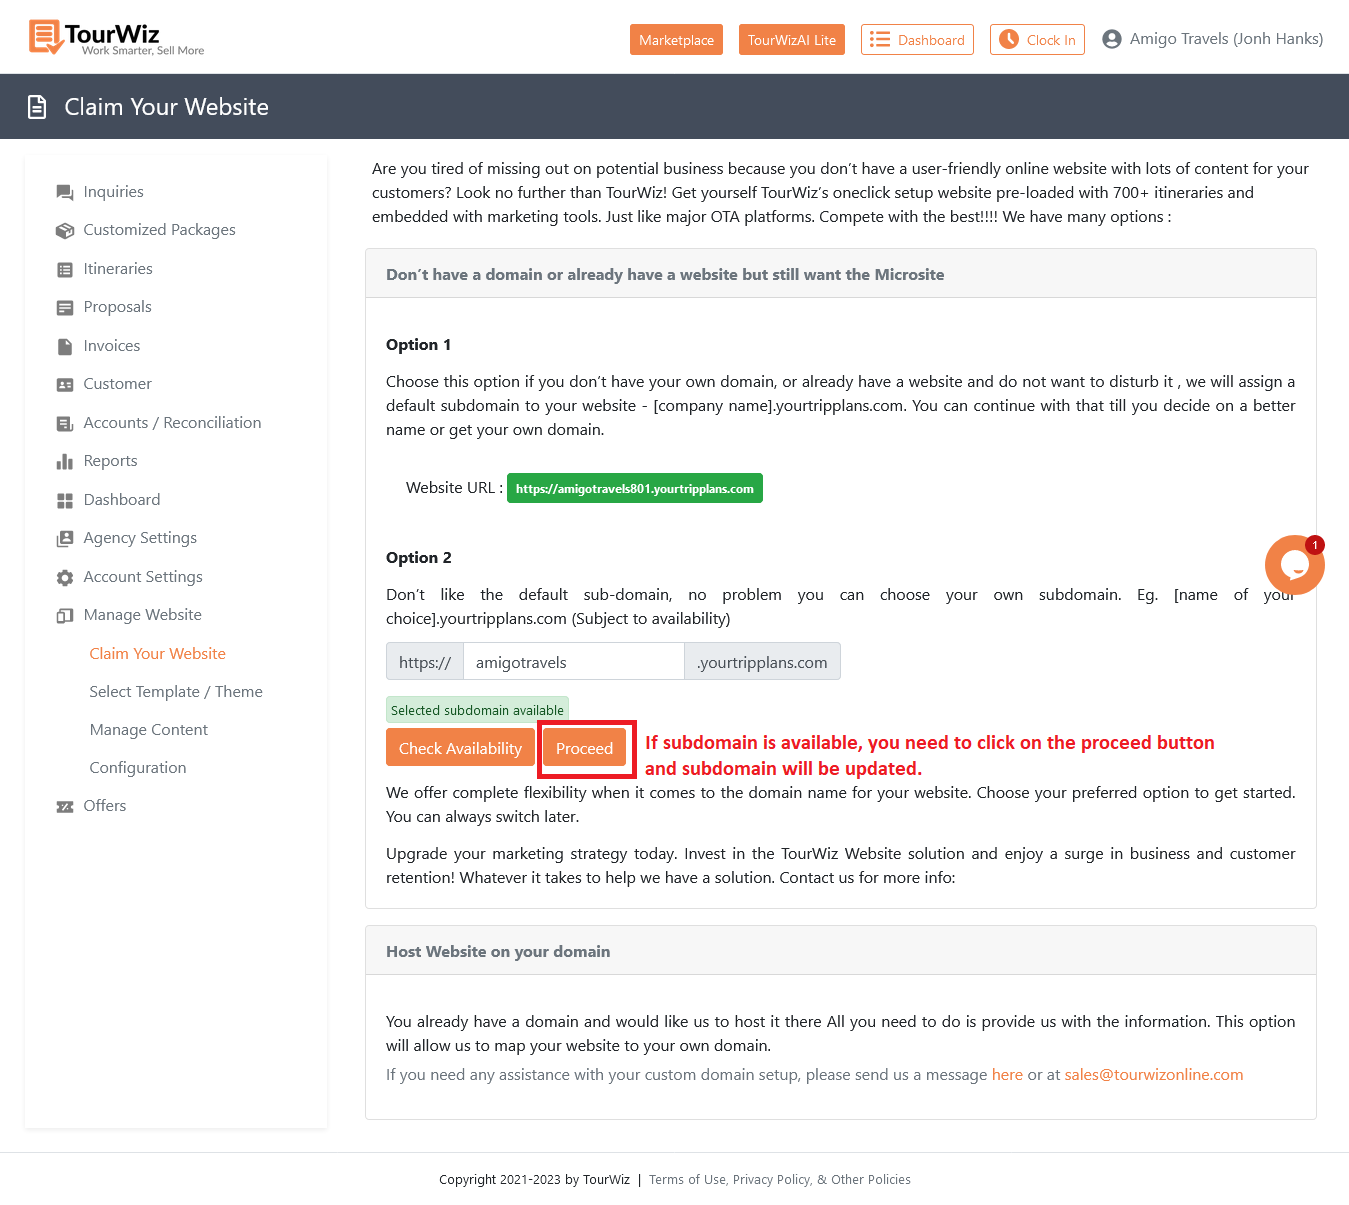 TourWiz
Work Smarter, Sell More
Marketplace
TourWizAI Lite
Dashboard
Clock In
Amigo Travels (Jonh Hanks)
Claim Your Website
Inquiries
Customized Packages
Itineraries
Proposals
Invoices
Customer
Accounts / Reconciliation
Reports
Dashboard
Agency Settings
Account Settings
Manage Website
Claim Your Website
Select Template / Theme
Manage Content
Configuration
Offers
Are you tired of missing out on potential business because you don’t have a user-friendly online website with lots of content for your
customers? Look no further than TourWiz! Get yourself TourWiz’s oneclick setup website pre-loaded with 700+ itineraries and
embedded with marketing tools. Just like major OTA platforms. Compete with the best!!!! We have many options :
Don’t have a domain or already have a website but still want the Microsite
Option 1
Choose this option if you don’t have your own domain, or already have a website and do not want to disturb it , we will assign a
default subdomain to your website - [company name].yourtripplans.com. You can continue with that till you decide on a better
name or get your own domain.
Website URL : https://amigotravels801.yourtripplans.com
Option 2
Don’t like the default sub-domain, no problem you can choose your own subdomain. Eg. [name of your
choice].yourtripplans.com (Subject to availability)
https:// amigotravels .yourtripplans.com
Selected subdomain available
Check Availability
Proceed
If subdomain is available, you need to click on the proceed button
and subdomain will be updated.
We offer complete flexibility when it comes to the domain name for your website. Choose your preferred option to get started.
You can always switch later.
Upgrade your marketing strategy today. Invest in the TourWiz Website solution and enjoy a surge in business and customer
retention! Whatever it takes to help we have a solution. Contact us for more info:
1
Host Website on your domain
You already have a domain and would like us to host it there All you need to do is provide us with the information. This option
will allow us to map your website to your own domain.
If you need any assistance with your custom domain setup, please send us a message here or at sales@tourwizonline.com
Copyright 2021-2023 by TourWiz | Terms of Use, Privacy Policy, & Other Policies